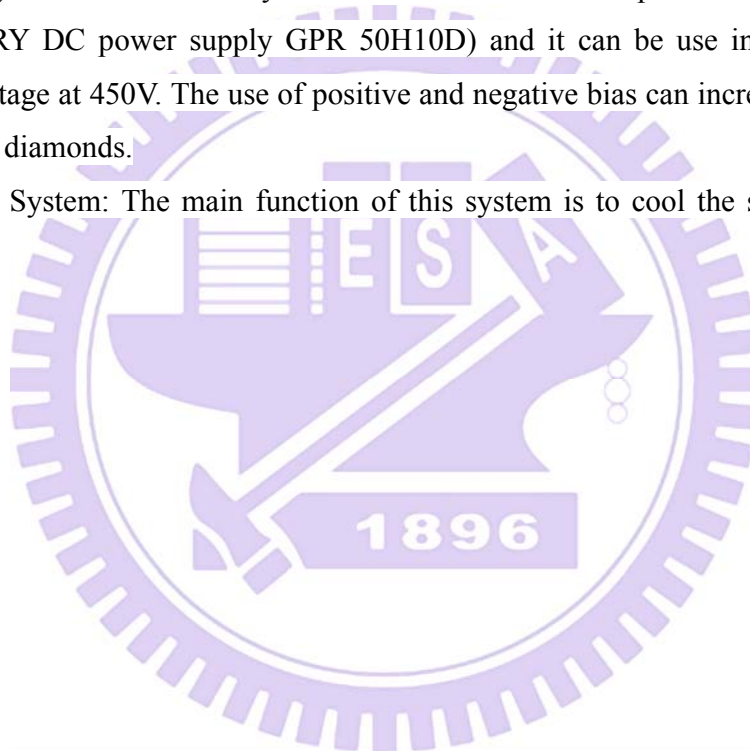 RY DC power supply GPR 50H10D) and it can be use in
tage at 450V. The use of positive and negative bias can incre
diamonds.
System: The main function of this system is to cool the s
E S A
1896